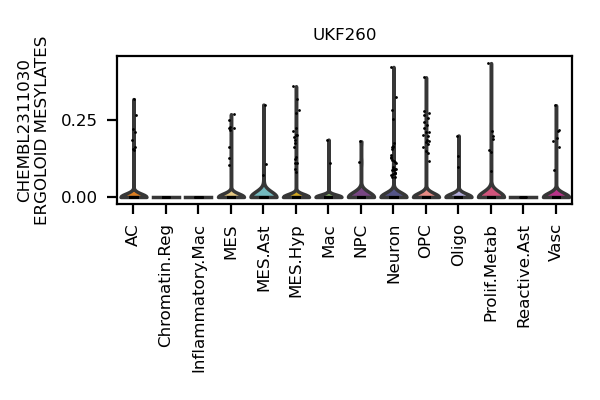 UKF260
CHEMBL2311030
ERGOLOID MESYLATES
0.25
0.00
AC
Chromatin.Reg
Inflammatory.Mac
MES
MES.Ast
MES.Hyp
Mac
NPC
Neuron
OPC
Oligo
Prolif.Metab
Reactive.Ast
Vasc